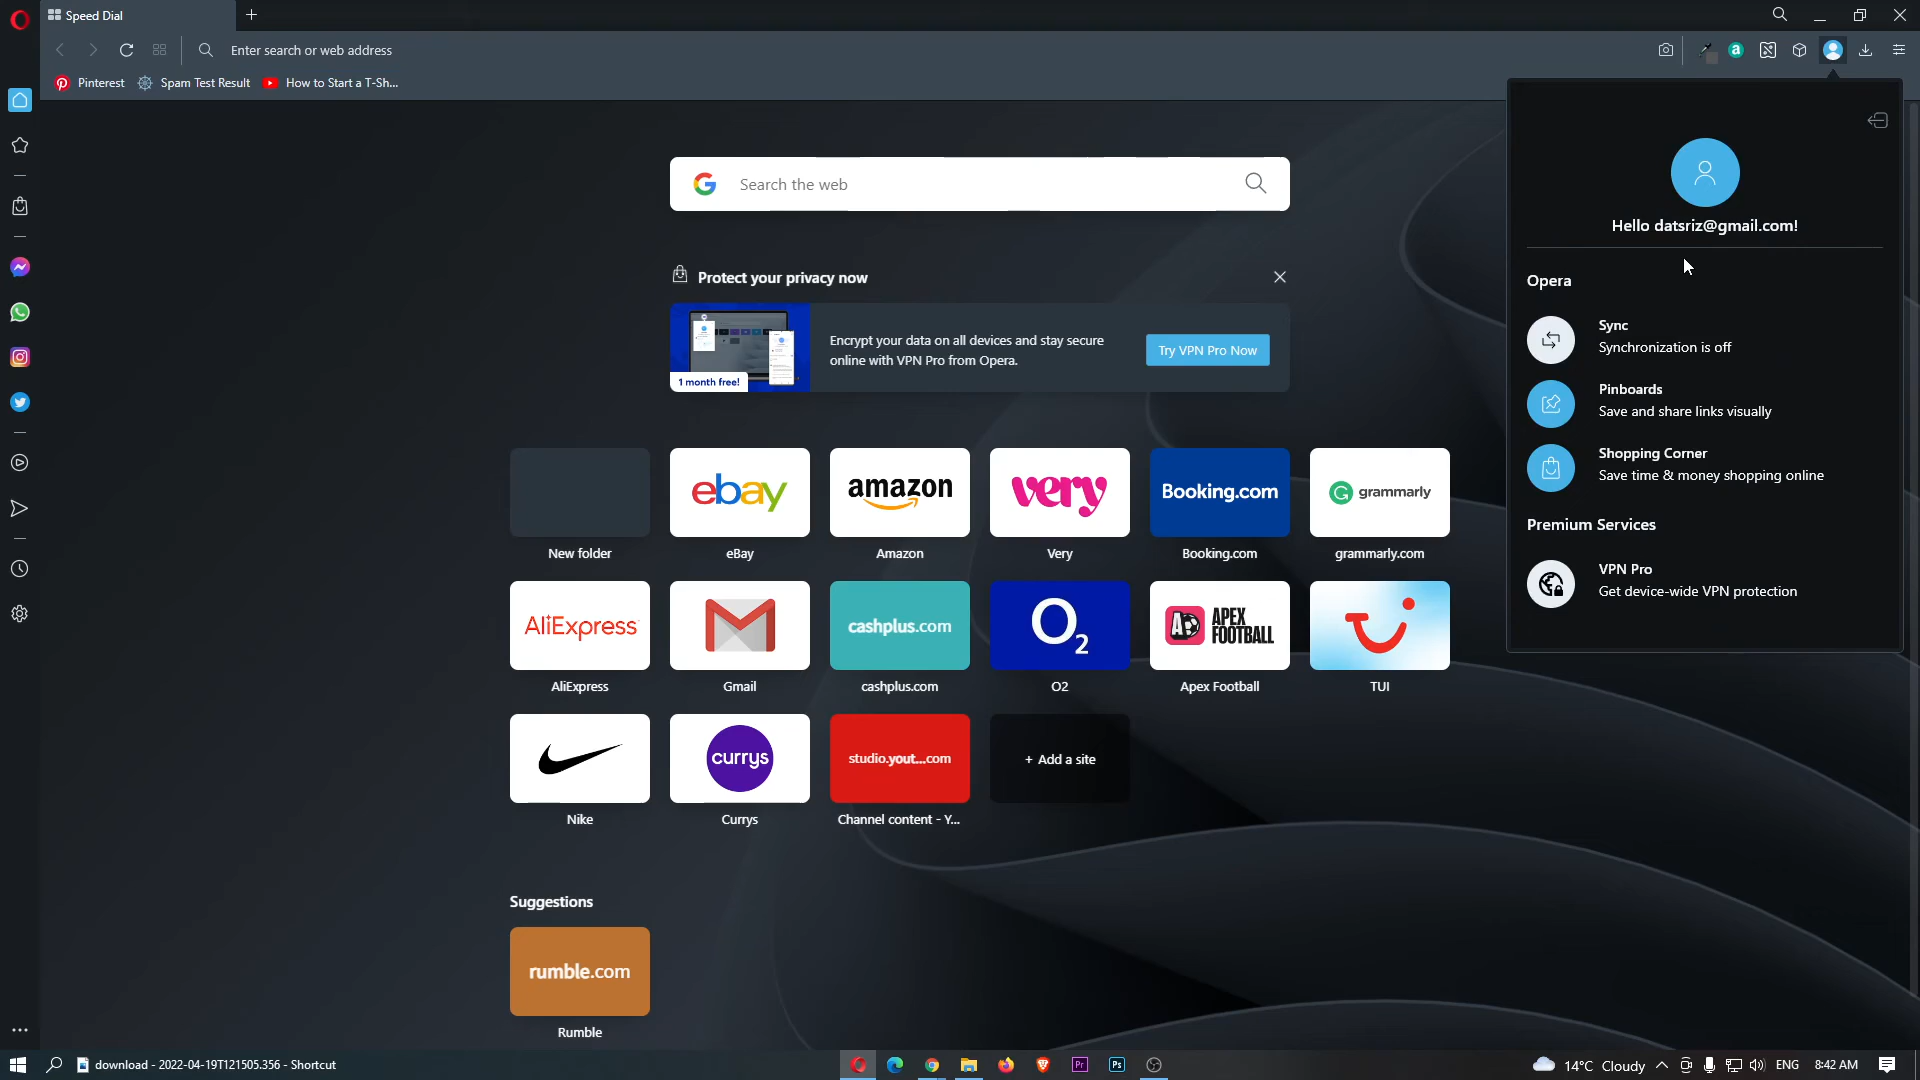 Speed Dial
Enter search or web address
Pinterest
Spam Test Result
How to Start a T-Sh...
Search the web
Protect your privacy now
Encrypt your data on all devices and stay secure
online with VPN Pro from Opera.
Try VPN Pro Now
1 month free!
ebay
amazon
very
Booking.com
grammarly
New folder
eBay
Amazon
Very
Booking.com
grammarly.com
AliExpress
cashplus.com
O2
APEX
FOOTBALL
AliExpress
Gmail
cashplus.com
O2
Apex Football
TUI
currys
studio.yout...com
+ Add a site
Nike
Currys
Channel content - Y...
Suggestions
rumble.com
Rumble
Hello datsriz@gmail.com!
Opera
Sync
Synchronization is off
Pinboards
Save and share links visually
Shopping Corner
Save time & money shopping online
Premium Services
VPN Pro
Get device-wide VPN protection
download - 2022-04-19T121505.356 - Shortcut
Pr
Ps
14°C Cloudy
ENG
8:42 AM